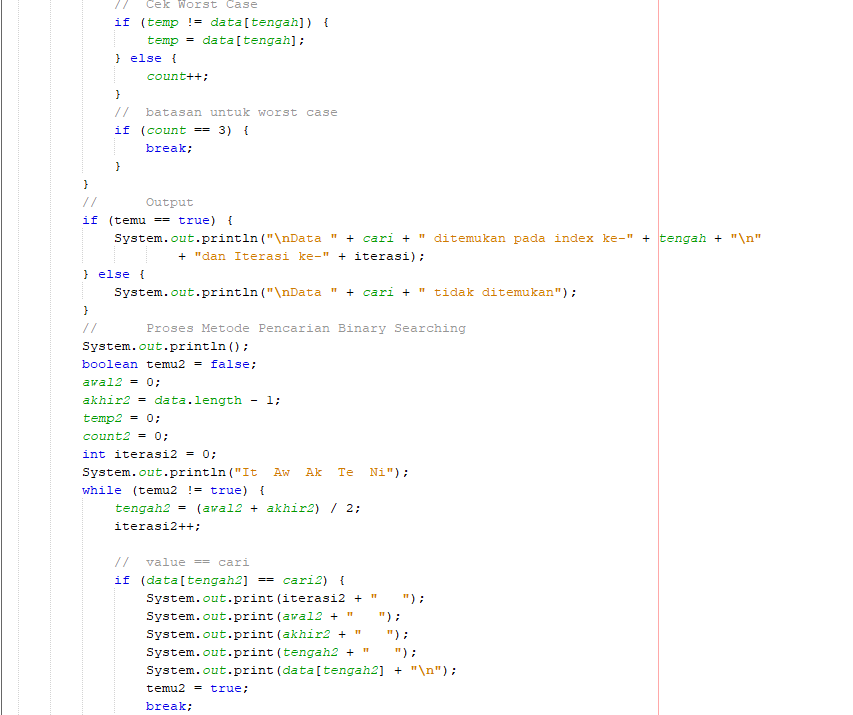 //  Cek Worst Case
if (temp != data[tengah]) {
temp = data[tengah];
} else {
count++;
}
//  batasan untuk worst case
if (count == 3) {
break;
}
}
//      Output
if (temu == true) {
System.out.println("\nData " + cari + " ditemukan pada index ke-" + tengah + "\n"
+ "dan Iterasi ke-" + iterasi);
} else {
System.out.println("\nData " + cari + " tidak ditemukan");
}
//      Proses Metode Pencarian Binary Searching
System.out.println();
boolean temu2 = false;
awal2 = 0;
akhir2 = data.length - 1;
temp2 = 0;
count2 = 0;
int iterasi2 = 0;
System.out.println("It  Aw  Ak  Te  Ni");
while (temu2 != true) {
tengah2 = (awal2 + akhir2) / 2;
iterasi2++;
//  value == cari
if (data[tengah2] == cari2) {
System.out.print(iterasi2 + "   ");
System.out.print(awal2 + "   ");
System.out.print(akhir2 + "   ");
System.out.print(tengah2 + "   ");
System.out.print(data[tengah2] + "\n");
temu2 = true;
break;